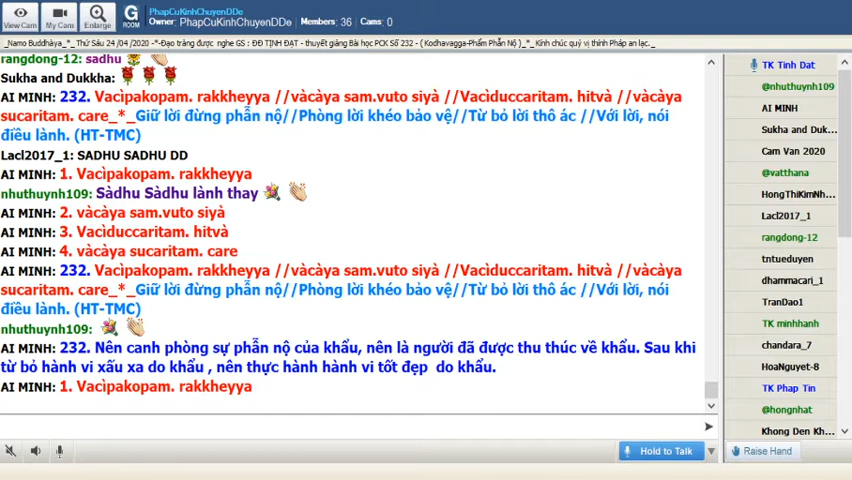 View Cam
My Cams
Enlarge
G
ROOM
PhapCuKinhChuyenDDe
Owner: PhapCuKinhChuyenDDe Members: 36 Cams: 0
_Namo Buddhàya_*_ Thứ Sáu 24 /04 /2020 -*-Đạo tràng được nghe GS : ĐĐ TỊNH ĐẠT - thuyết giảng Bài học PCK Số 232 - ( Kodhavagga-Phẩm Phẫn Nộ )_*_ Kính chúc quý vị thính Pháp an lạc._
rangdong-12: sadhu
Sukha and Dukkha:
AI MINH: 232. Vacìpakopam. rakkheyya //vàcàya sam.vuto siyà //Vacìduccaritam. hitvà //vàcàya
sucaritam. care_*_Giữ lời đừng phẫn nộ//Phòng lời khéo bảo vệ//Từ bỏ lời thô ác //Với lời, nói
điều lành. (HT-TMC)
Lacl2017_1: SADHU SADHU DD
AI MINH: 1. Vacìpakopam. rakkheyya
nhuthuynh109: Sàdhu Sàdhu lành thay
AI MINH: 2. vàcàya sam.vuto siyà
AI MINH: 3. Vacìduccaritam. hitvà
AI MINH: 4. vàcàya sucaritam. care
AI MINH: 232. Vacìpakopam. rakkheyya //vàcàya sam.vuto siyà //Vacìduccaritam. hitvà //vàcàya
sucaritam. care_*_Giữ lời đừng phẫn nộ//Phòng lời khéo bảo vệ//Từ bỏ lời thô ác //Với lời, nói
điều lành. (HT-TMC)
nhuthuynh109:
AI MINH: 232. Nên canh phòng sự phẫn nộ của khẩu, nên là người đã được thu thúc về khẩu. Sau khi
từ bỏ hành vi xấu xa do khẩu , nên thực hành hành vi tốt đẹp do khẩu.
AI MINH: 1. Vacìpakopam. rakkheyya
Hold to Talk
TK Tinh Dat
@nhuthuynh109
AI MINH
Sukha and Duk...
Cam Van 2020
@vatthana
HongThiKimNh...
Lacl2017_1
rangdong-12
tntueduyen
dhammacari_1
TranDao1
TK minhhanh
chandara_7
HoaNguyet-8
TK Phap Tin
@hongnhat
Khong Den Kh...
Raise Hand